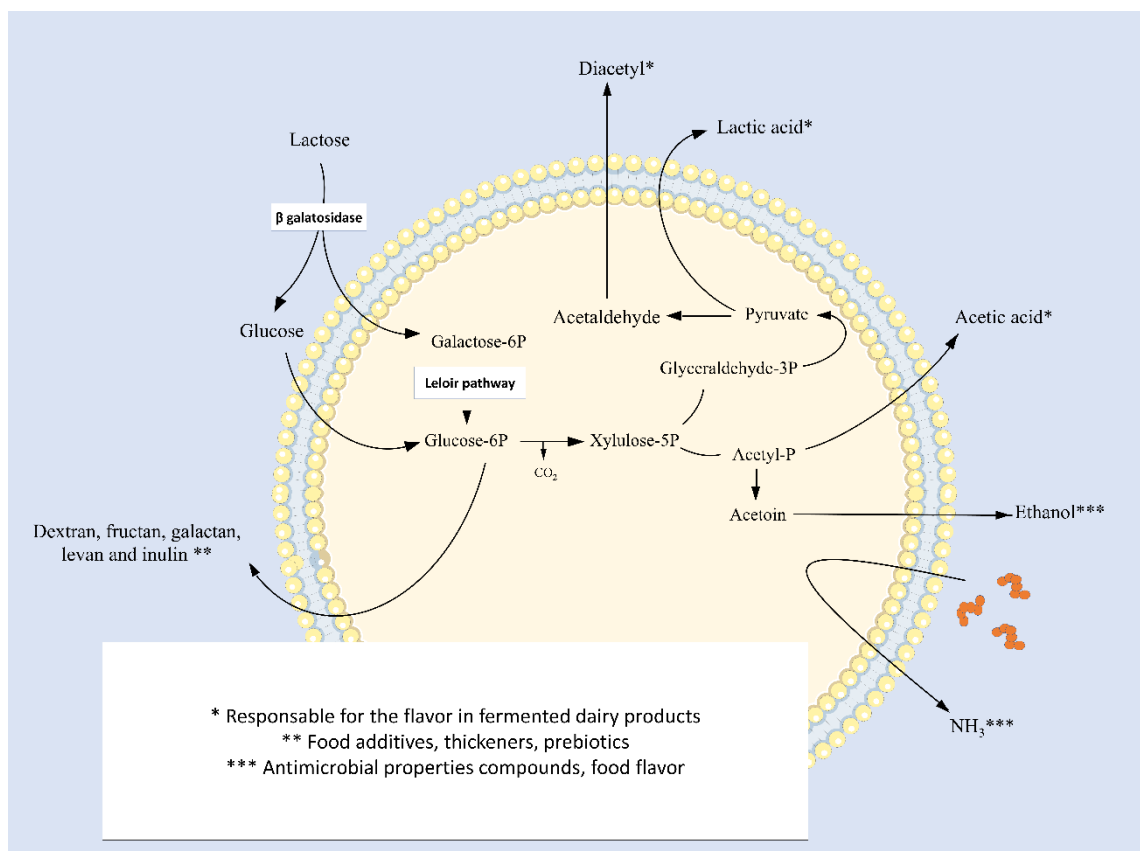 Diacetyl*
Lactic acid*
Lactose
β galatosidase
Glucose
Galactose-6P
Acetaldehyde
Pyruvate
Acetic acid*
Glyceraldehyde-3P
Leloir pathway
Glucose-6P
Xylulose-5P
CO₂
Acetyl-P
Acetoin
Ethanol***
Dextran, fructan, galactan,
levan and inulin **
NH₃***
* Responsable for the flavor in fermented dairy products
** Food additives, thickeners, prebiotics
*** Antimicrobial properties compounds, food flavor